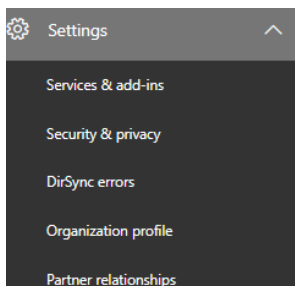 Settings
Services & add-ins
Security & privacy
DirSync errors
Organization profile
Partner relationships